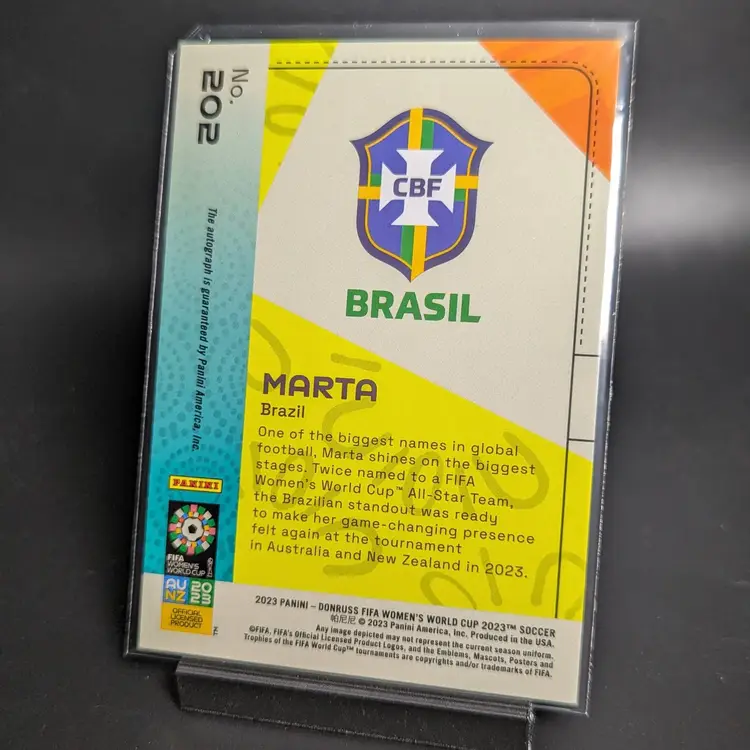 No. 202
The autograph is guaranteed by Panini America, Inc.
CBF
BRASIL
MARTA
Brazil
One of the biggest names in global
football, Marta shines on the biggest
stages. Twice named to a FIFA
Women's World Cup™ All-Star Team,
the Brazilian standout was ready
to make her game-changing presence
felt again at the tournament
in Australia and New Zealand in 2023.
PANINI
FIFA
WOMEN'S
WORLD CUP
AU 20
NZ 23
OFFICIAL
LICENSED
PRODUCT
2023 PANINI – DONRUSS FIFA WOMEN'S WORLD CUP 2023™ SOCCER
帕尼尼 © 2023 Panini America, Inc. Produced in the USA.
Any image depicted may not represent the current season uniform.
©FIFA, FIFA's Official Licensed Product Logos, and the Emblems, Mascots, Posters and
Trophies of the FIFA World Cup™ tournaments are copyrights and/or trademarks of FIFA.